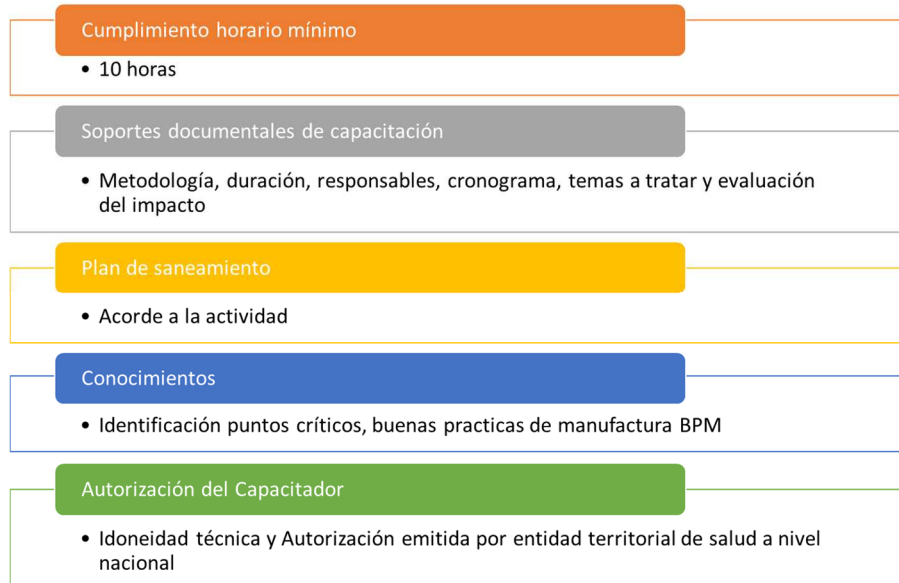 Cumplimiento horario mínimo
• 10 horas
Soportes documentales de capacitación
• Metodología, duración, responsables, cronograma, temas a tratar y evaluación
del impacto
Plan de saneamiento
• Acorde a la actividad
Conocimientos
• Identificación puntos críticos, buenas practicas de manufactura BPM
Autorización del Capacitador
• Idoneidad técnica y Autorización emitida por entidad territorial de salud a nivel
nacional